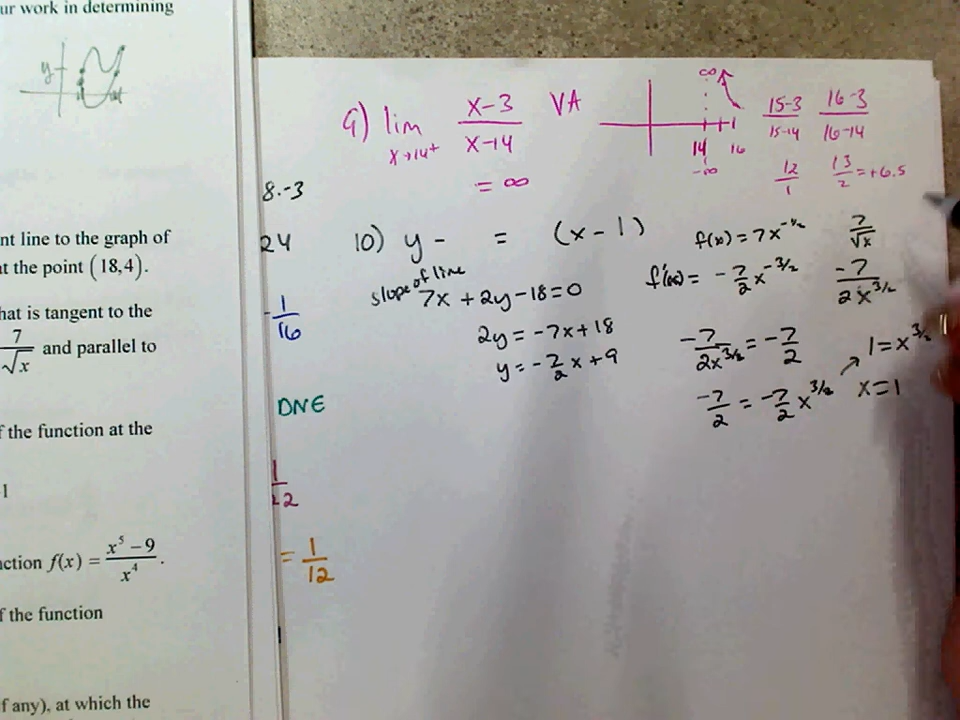 ur work in determining
y
nt line to the graph of
t the point (18,4).
hat is tangent to the
7/√x and parallel to
f the function at the
1
ction f(x) = (x⁵ − 9)/x⁴.
f the function
f any), at which the
8.-3
24
-1/16
DNE
1/22
= 1/12
9) lim x→14⁺ (x-3)/(x-14) VA
= ∞
∞
14 16
-∞
(15-3)/(15-14) (16-3)/(16-14)
12/1 13/2 = +6.5
10) y - = (x - 1)
slope of line
7x + 2y - 18 = 0
2y = -7x + 18
y = -7/2 x + 9
f(x) = 7x^(-1/2) 7/√x
f'(x) = -7/2 x^(-3/2) -7/(2x^(3/2))
-7/(2x^(3/2)) = -7/2
1 = x^(3/2)
-7/2 = -7/2 x^(3/2)
x = 1